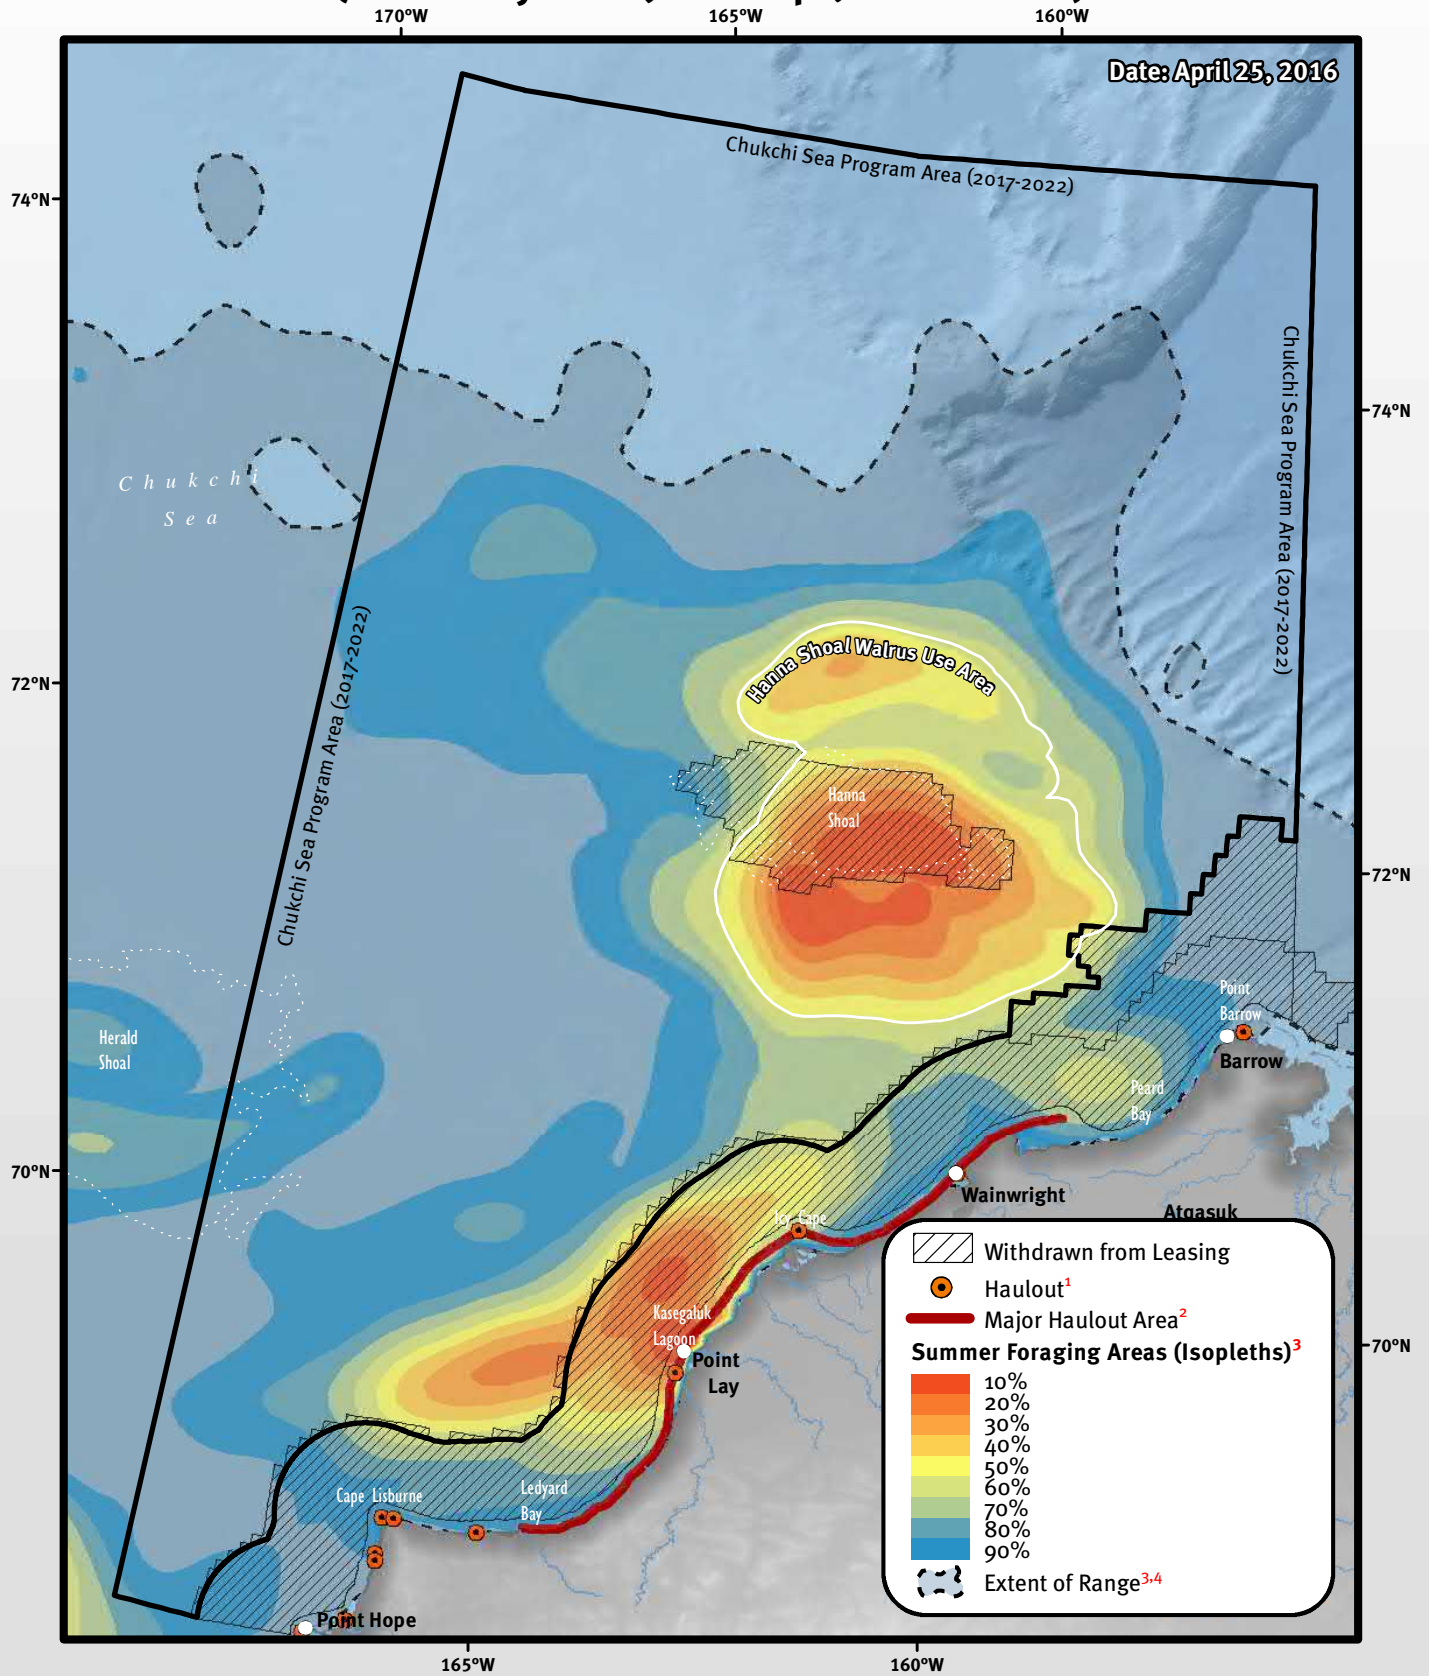 170°W
165°W
160°W
Date: April 25, 2016
Chukchi Sea Program Area (2017-2022)
74°N
74°N
Chukchi Sea Program Area (2017-2022)
Chukchi
Sea
Chukchi Sea Program Area (2017-2022)
72°N
Hanna Shoal Walrus Use Area
Hanna
Shoal
72°N
Herald
Shoal
Point
Barrow
Barrow
Peard
Bay
70°N
Wainwright
Atqasuk
Icy Cape
Kasegaluk
Lagoon
Point
Lay
70°N
Cape Lisburne
Ledyard
Bay
Point Hope
Withdrawn from Leasing
Haulout1
Major Haulout Area2
Summer Foraging Areas (Isopleths)3
10%
20%
30%
40%
50%
60%
70%
80%
90%
Extent of Range3,4
165°W
160°W